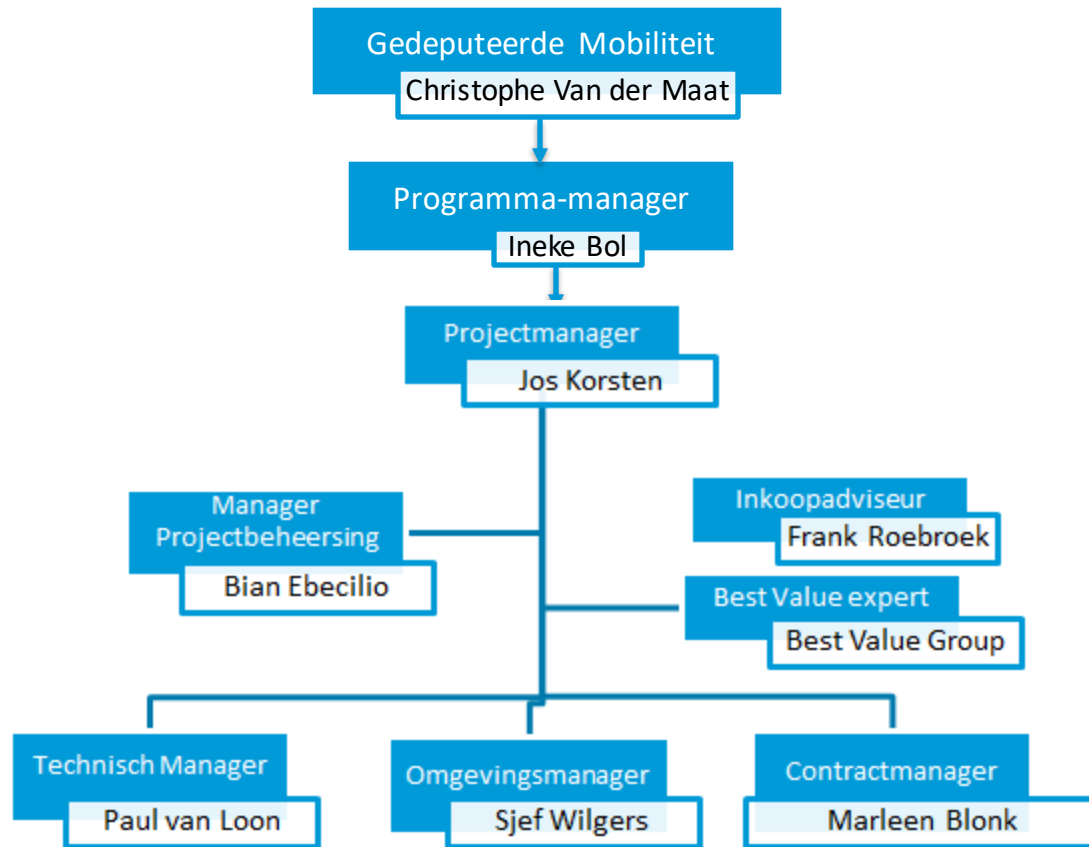 Gedeputeerde Mobiliteit
Christophe Van der Maat
Programma-manager
Ineke Bol
Projectmanager
Jos Korsten
Manager
Projectbeheersing
Bian Ebecilio
Inkoopadviseur
Frank Roebroek
Best Value expert
Best Value Group
Technisch Manager
Paul van Loon
Omgevingsmanager
Sjef Wilgers
Contractmanager
Marleen Blonk